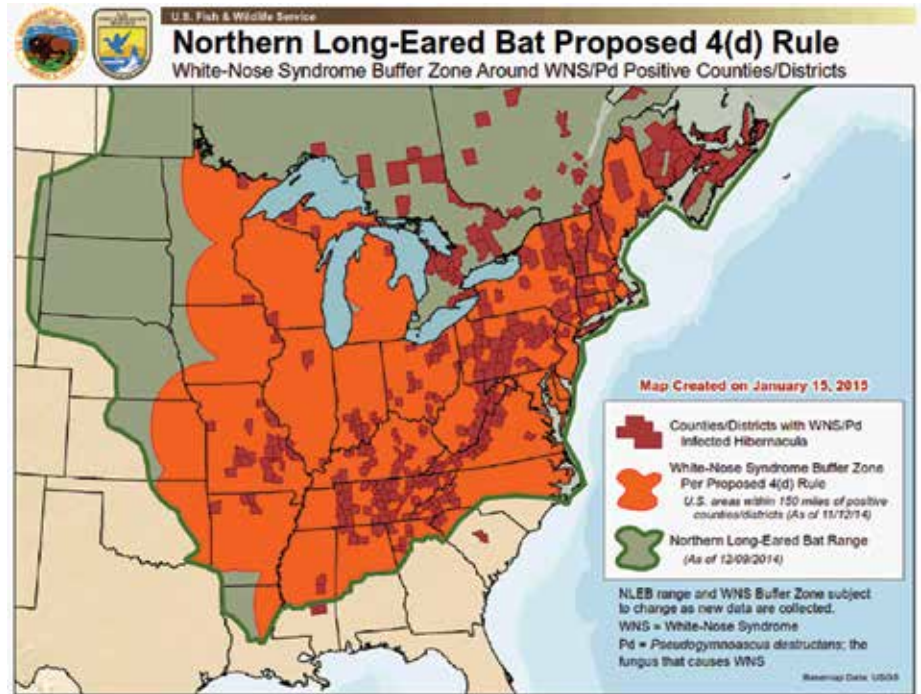 U.S. Fish & Wildlife Service
Northern Long-Eared Bat Proposed 4(d) Rule
White-Nose Syndrome Buffer Zone Around WNS/Pd Positive Counties/Districts
Map Created on January 15, 2015
Counties/Districts with WNS/Pd
Infected Hibernacula
White-Nose Syndrome Buffer Zone
Per Proposed 4(d) Rule
U.S. areas within 150 miles of positive
counties/districts (As of 11/12/14)
Northern Long-Eared Bat Range
(As of 12/09/2014)
NLEB range and WNS Buffer Zone subject
to change as new data are collected.
WNS = White-Nose Syndrome
Pd = Pseudogymnoascus destructans; the
fungus that causes WNS
Basemap Data: USGS